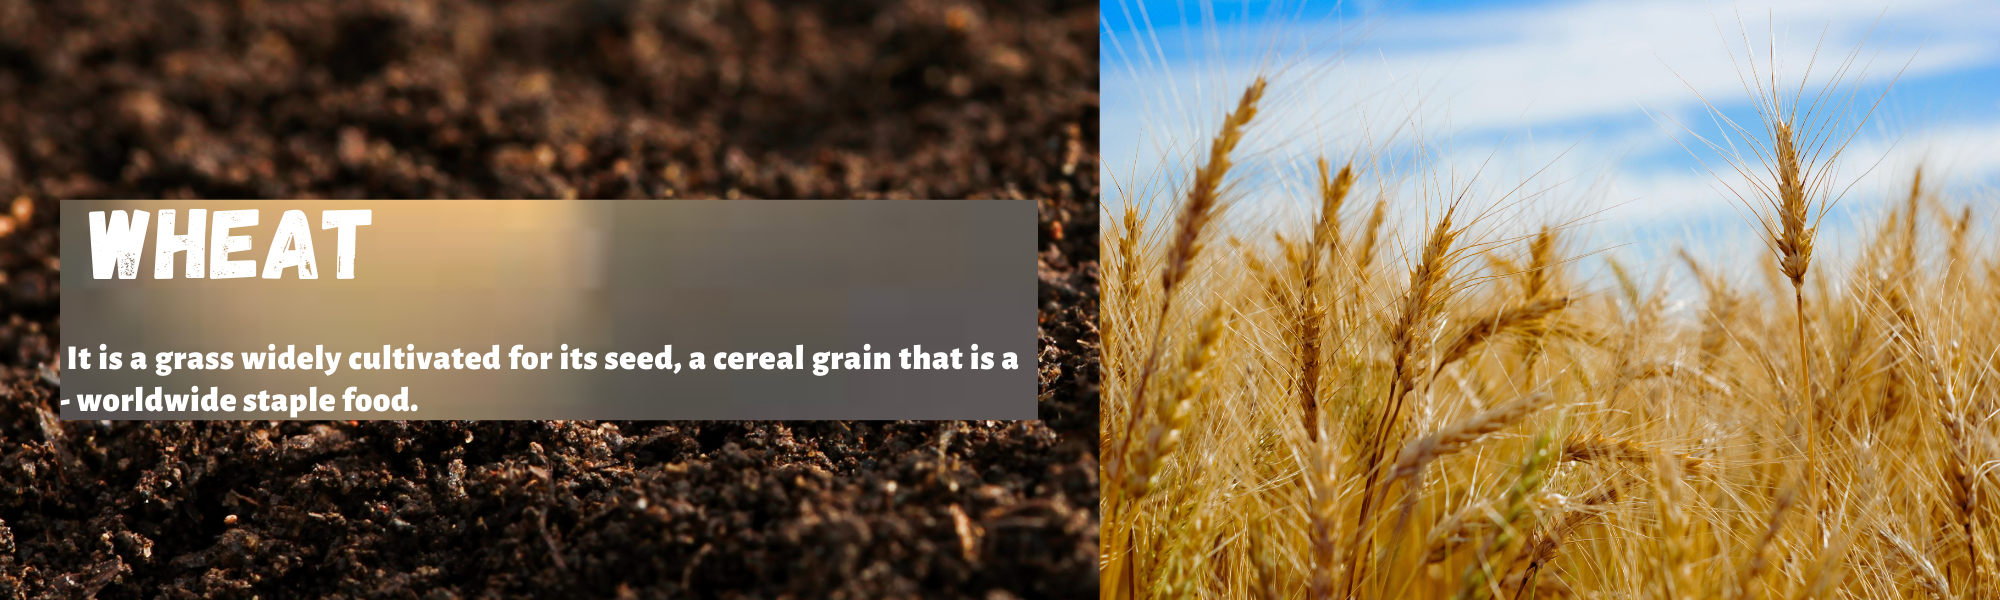 WHEAT
It is a grass widely cultivated for its seed, a cereal grain that is a
- worldwide staple food.